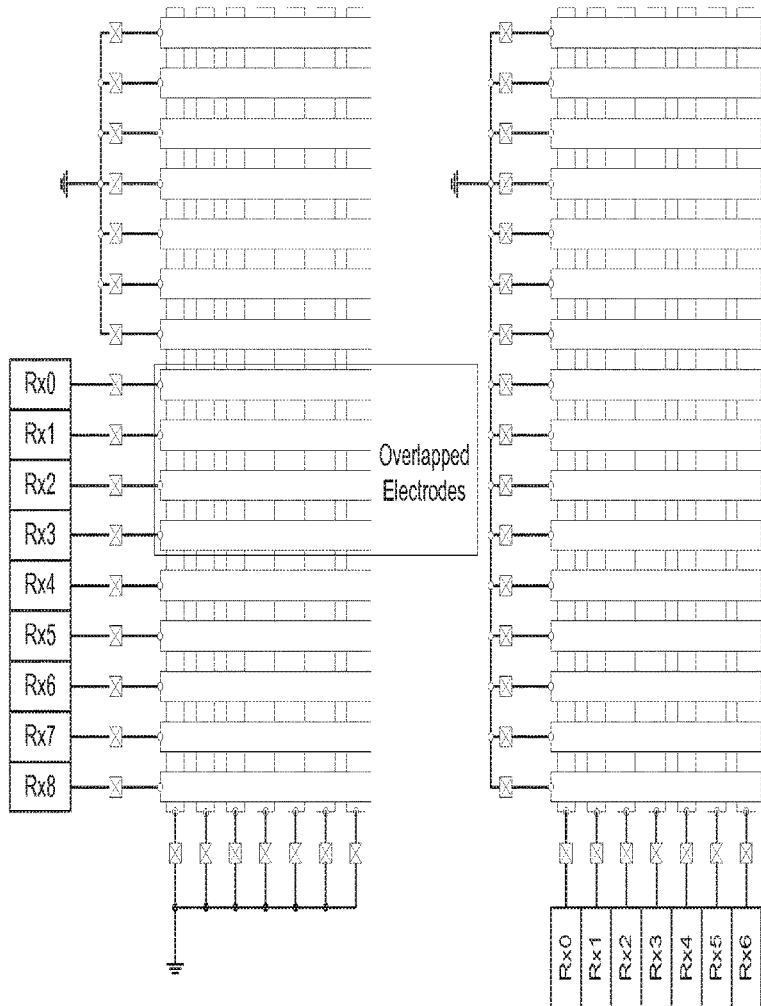 Rx0
Rx1
Rx2
Rx3
Rx4
Rx5
Rx6
Rx7
Rx8
Overlapped
Electrodes
Rx0
Rx1
Rx2
Rx3
Rx4
Rx5
Rx6